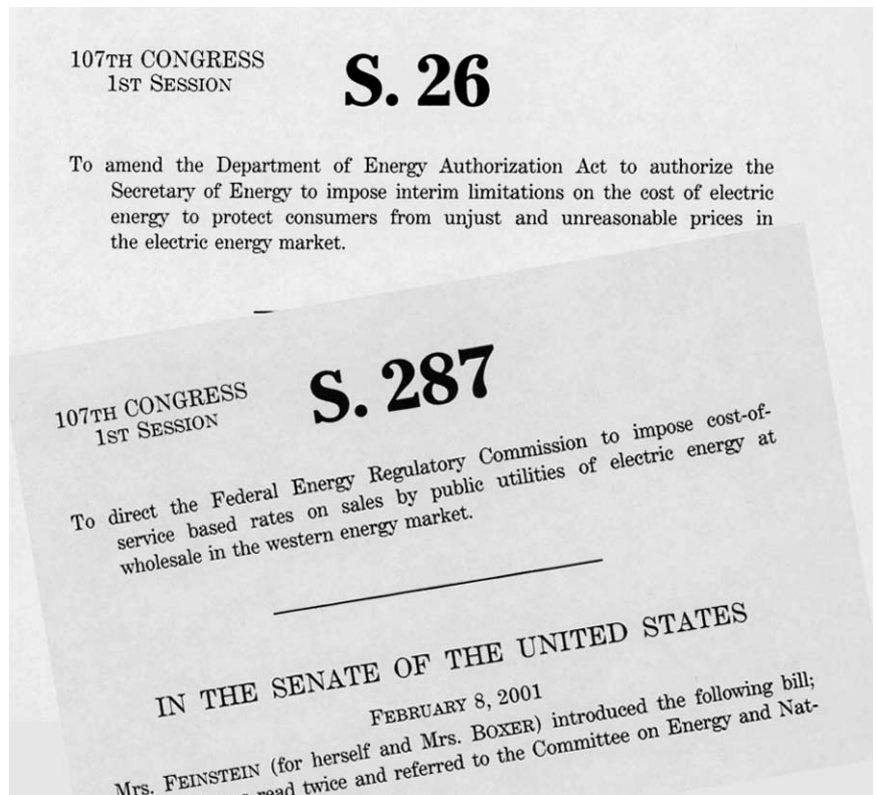 107TH CONGRESS
1ST SESSION
S. 26
To amend the Department of Energy Authorization Act to authorize the
Secretary of Energy to impose interim limitations on the cost of electric
energy to protect consumers from unjust and unreasonable prices in
the electric energy market.
107TH CONGRESS
1ST SESSION
S. 287
To direct the Federal Energy Regulatory Commission to impose cost-of-
service based rates on sales by public utilities of electric energy at
wholesale in the western energy market.
IN THE SENATE OF THE UNITED STATES
FEBRUARY 8, 2001
Mrs. FEINSTEIN (for herself and Mrs. BOXER) introduced the following bill;
read twice and referred to the Committee on Energy and Nat-